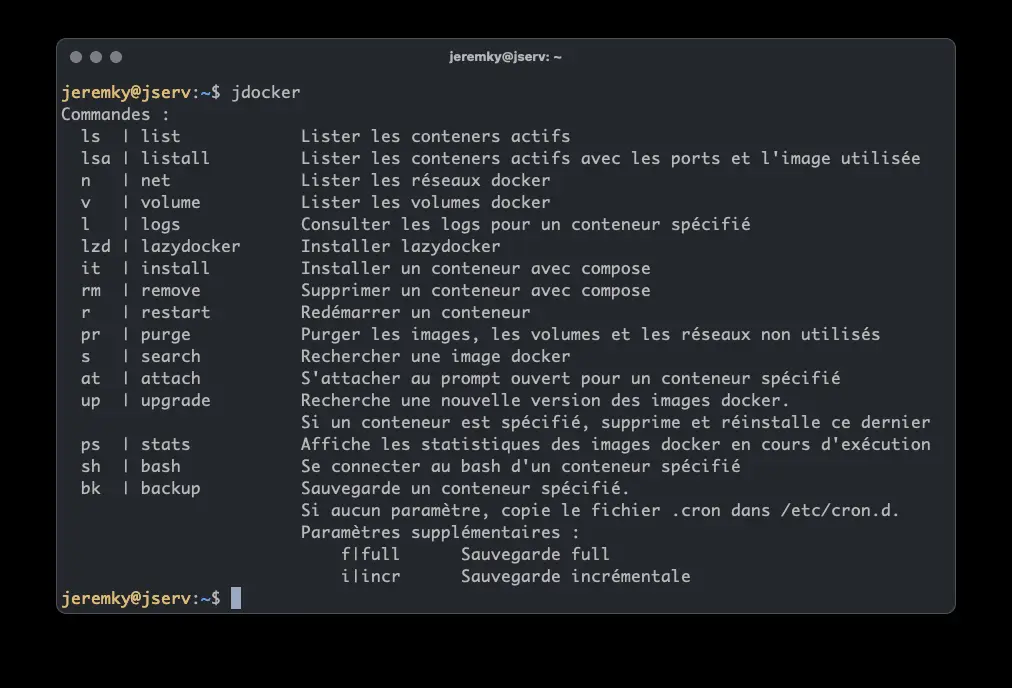 jeremky@jserv: ~
jeremky@jserv:~$ jdocker
Commandes :
ls | list Lister les conteners actifs
lsa | listall Lister les conteners actifs avec les ports et l'image utilisée
n | net Lister les réseaux docker
v | volume Lister les volumes docker
l | logs Consulter les logs pour un conteneur spécifié
lzd | lazydocker Installer lazydocker
it | install Installer un conteneur avec compose
rm | remove Supprimer un conteneur avec compose
r | restart Redémarrer un conteneur
pr | purge Purger les images, les volumes et les réseaux non utilisés
s | search Rechercher une image docker
at | attach S'attacher au prompt ouvert pour un conteneur spécifié
up | upgrade Recherche une nouvelle version des images docker.
Si un conteneur est spécifié, supprime et réinstalle ce dernier
ps | stats Affiche les statistiques des images docker en cours d'exécution
sh | bash Se connecter au bash d'un conteneur spécifié
bk | backup Sauvegarde un conteneur spécifié.
Si aucun paramètre, copie le fichier .cron dans /etc/cron.d.
Paramètres supplémentaires :
f|full Sauvegarde full
i|incr Sauvegarde incrémentale
jeremky@jserv:~$